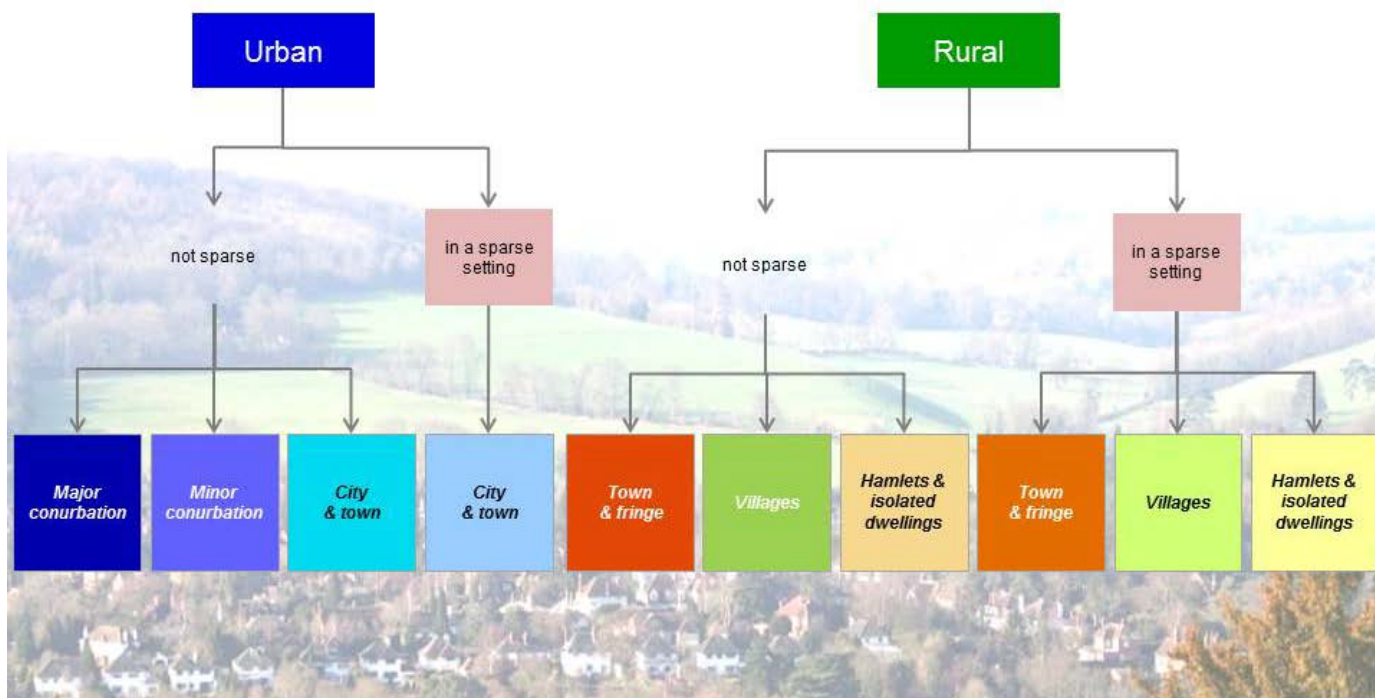 Urban
Rural
not sparse
in a sparse
setting
not sparse
in a sparse
setting
Major
conurbation
Minor
conurbation
City
& town
City
& town
Town
& fringe
Villages
Hamlets &
isolated
dwellings
Town
& fringe
Villages
Hamlets &
isolated
dwellings